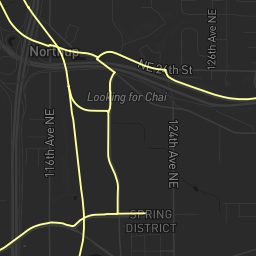 126th Ave NE
Northup
NE 24th St
Looking for Chai
116th Ave NE
124th Ave NE
SPRING
DISTRICT